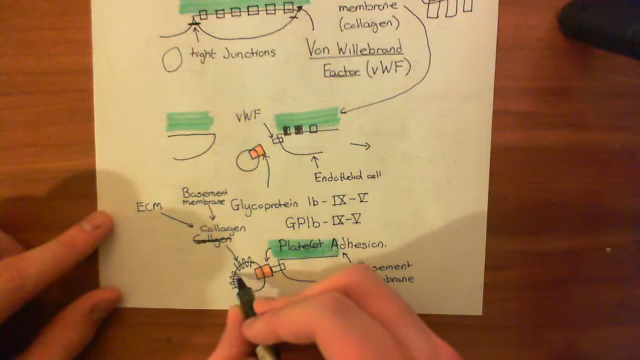 membrane
(collagen)
tight Junctions
Von Willebrand
Factor (vWF)
vWF
Endothelial cell
Basement
membrane
ECM
Glycoprotein Ib-IX-V
Collagen
GPIb-IX-V
Platelet Adhesion.
Basement
membrane